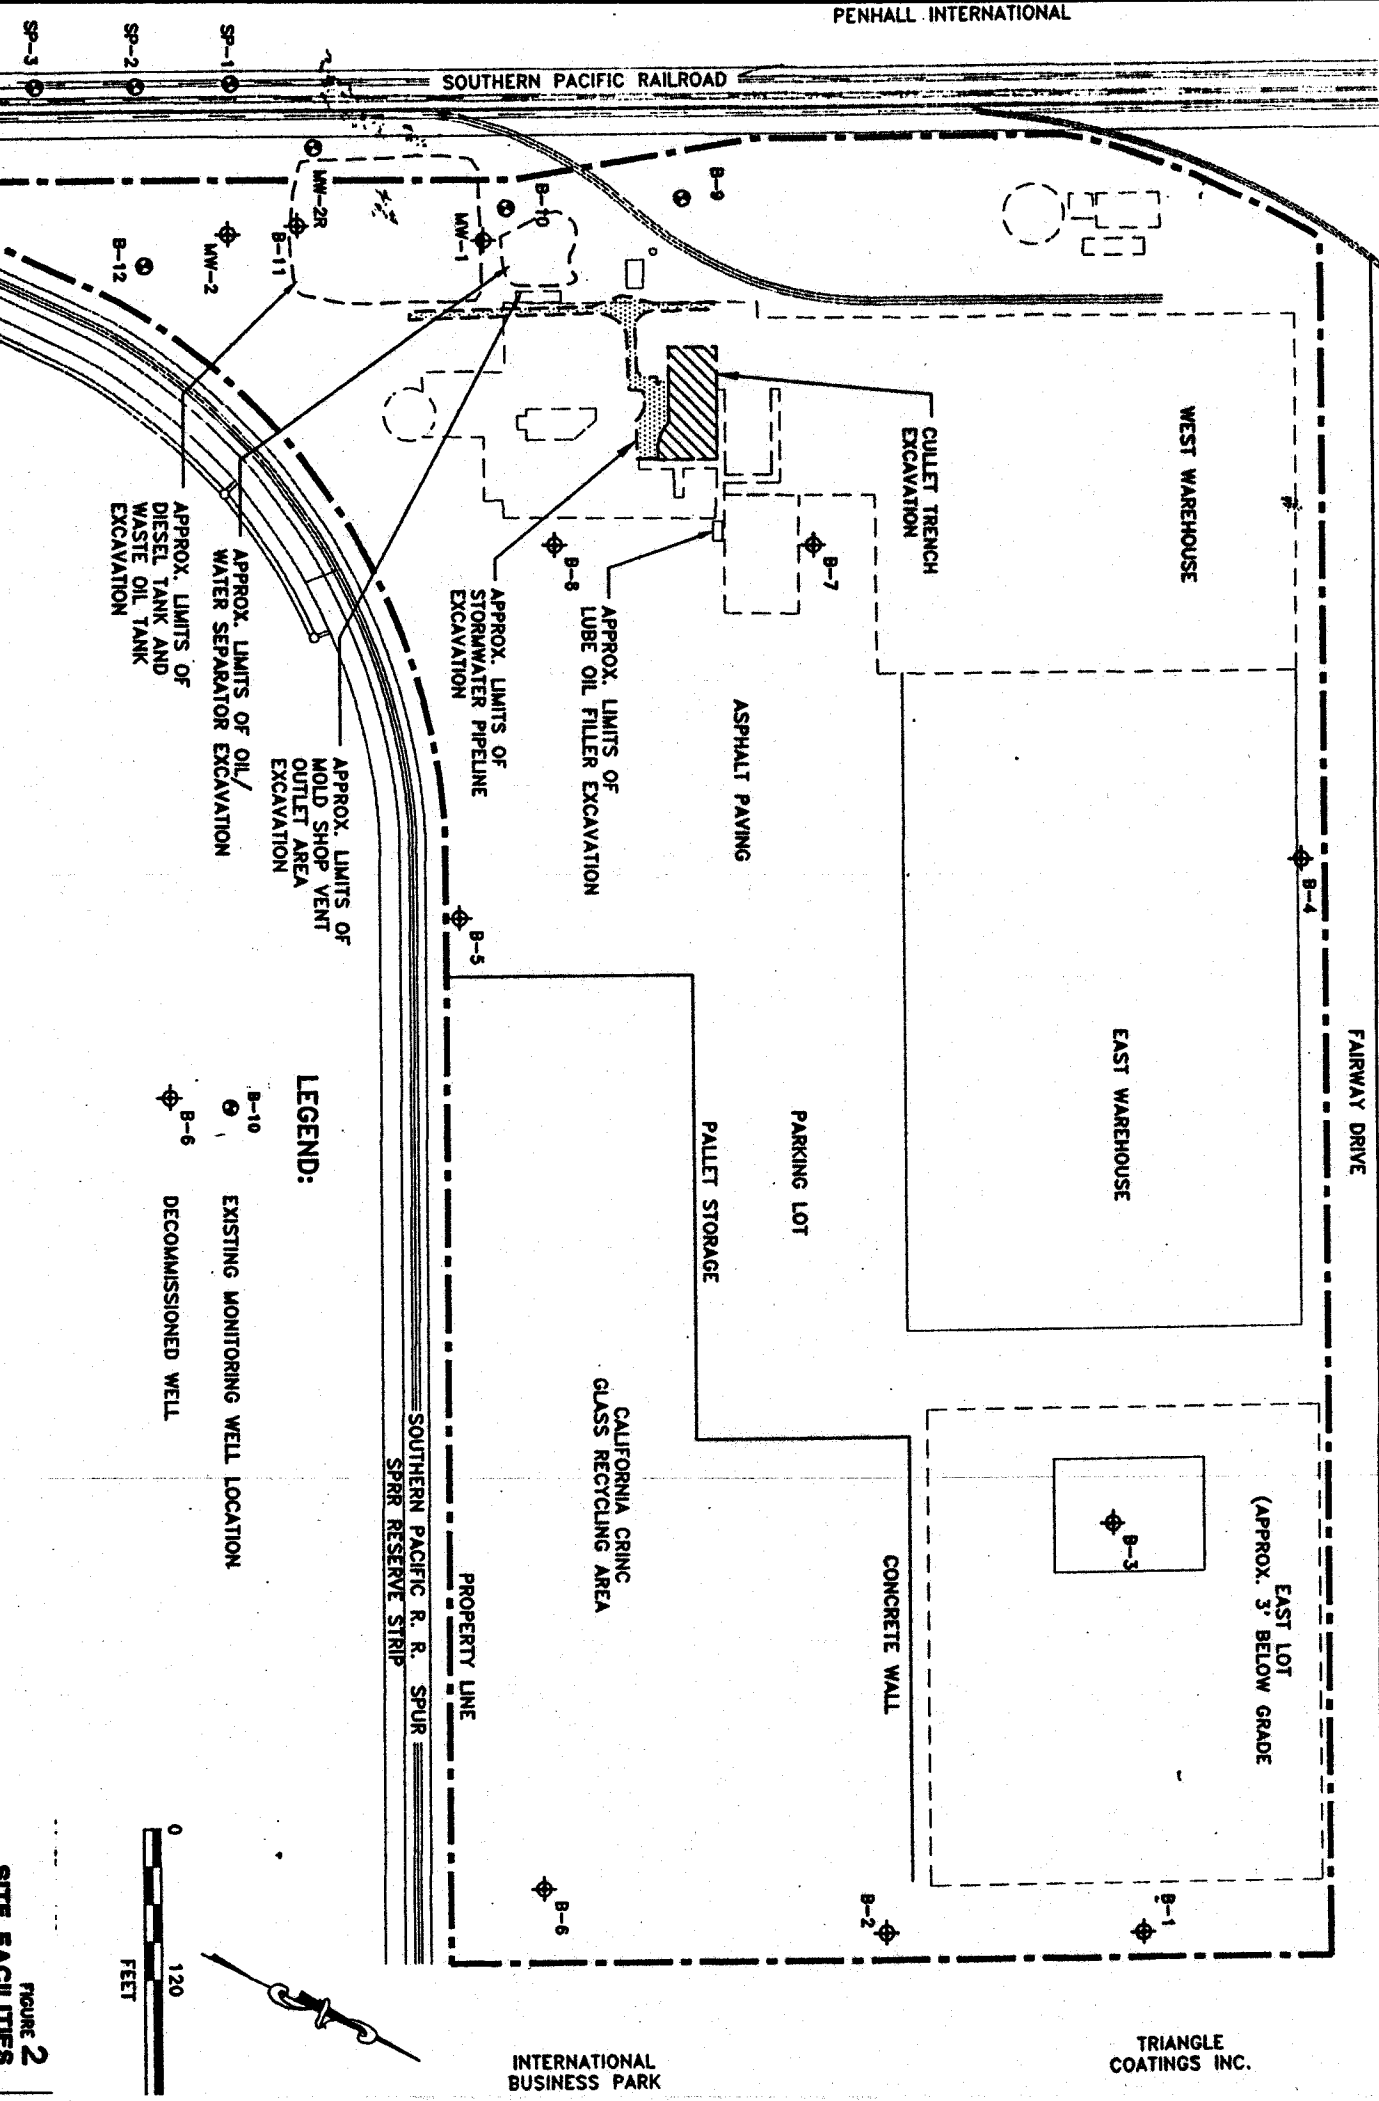 PENHALL INTERNATIONAL
SP-3
SP-2
SP-1
SOUTHERN PACIFIC RAILROAD
MW-2R
B-10
B-9
MW-1
B-11
MW-2
B-12
CULLET TRENCH
EXCAVATION
WEST WAREHOUSE
B-7
B-8
APPROX. LIMITS OF
DIESEL TANK AND
WASTE OIL TANK
EXCAVATION
APPROX. LIMITS OF OIL/
WATER SEPARATOR EXCAVATION
APPROX. LIMITS OF
MOLD SHOP VENT
OUTLET AREA
EXCAVATION
APPROX. LIMITS OF
STORMWATER PIPELINE
EXCAVATION
APPROX. LIMITS OF
LUBE OIL FILLER EXCAVATION
ASPHALT PAVING
B-4
B-5
FAIRWAY DRIVE
EAST WAREHOUSE
PARKING LOT
PALLET STORAGE
LEGEND:
B-10
EXISTING MONITORING WELL LOCATION
B-6
DECOMMISSIONED WELL
CALIFORNIA CRINC
GLASS RECYCLING AREA
SOUTHERN PACIFIC R. R. SPUR
SPRR RESERVE STRIP
PROPERTY LINE
CONCRETE WALL
B-3
EAST LOT
(APPROX. 3' BELOW GRADE
B-6
B-2
B-1
0
120
FEET
INTERNATIONAL
BUSINESS PARK
TRIANGLE
COATINGS INC.
FIGURE 2
SITE FACILITIES